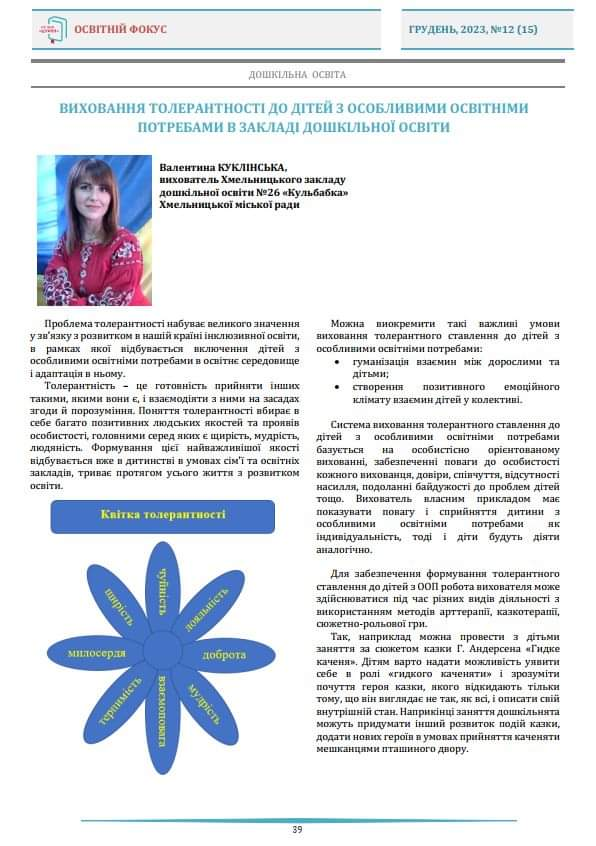 ОСВІТНІЙ ФОКУС
ГРУДЕНЬ, 2023, №12 (15)
ДОШКІЛЬНА ОСВІТА
ВИХОВАННЯ ТОЛЕРАНТНОСТІ ДО ДІТЕЙ З ОСОБЛИВИМИ ОСВІТНІМИ
ПОТРЕБАМИ В ЗАКЛАДІ ДОШКІЛЬНОЇ ОСВІТИ
Валентина КУКЛІНСЬКА,
вихователь Хмельницького закладу
дошкільної освіти №26 «Кульбабка»
Хмельницької міської ради
Проблема толерантності набуває великого значення
у зв’язку з розвитком в нашій країні інклюзивної освіти,
в рамках якої відбувається включення дітей з
особливими освітніми потребами в освітнє середовище
і адаптація в ньому.
Толерантність – це готовність прийняти інших
такими, якими вони є, і взаємодіяти з ними на засадах
згоди й порозуміння. Поняття толерантності вбирає в
себе багато позитивних людських якостей та проявів
особистості, головними серед яких є щирість, мудрість,
людяність. Формування цієї найважливішої якості
відбувається вже в дитинстві в умовах сім’ї та освітніх
закладів, триває протягом усього життя з розвитком
освіти.
Квітка толерантності
чуйність
лояльність
доброта
мудрість
взаємоповага
терпимість
милосердя
щирість
Можна виокремити такі важливі умови
виховання толерантного ставлення до дітей з
особливими освітніми потребами:
• гуманізація взаємин між дорослими та
дітьми;
• створення позитивного емоційного
клімату взаємин дітей у колективі.
Система виховання толерантного ставлення до
дітей з особливими освітніми потребами
базується на особистісно орієнтованому
вихованні, забезпеченні поваги до особистості
кожного вихованця, довіри, співчуття, відсутності
насилля, подоланні байдужості до проблем дітей
тощо. Вихователь власним прикладом має
показувати повагу і сприйняття дитини з
особливими освітніми потребами як
індивідуальність, тоді і діти будуть діяти
аналогічно.
Для забезпечення формування толерантного
ставлення до дітей з ООП робота вихователя може
здійснюватися під час різних видів діяльності з
використанням методів арттерапії, казкотерапії,
сюжетно-рольової гри.
Так, наприклад можна провести з дітьми
заняття за сюжетом казки Г. Андерсена «Гидке
каченя». Дітям варто надати можливість уявити
себе в ролі «гидкого каченяти» і зрозуміти
почуття героя казки, якого відкидають тільки
тому, що він виглядає не так, як всі, і описати свій
внутрішній стан. Наприкінці заняття дошкільнята
можуть придумати інший розвиток подій казки,
додати нових героїв в умовах прийняття каченяти
мешканцями пташиного двору.
39